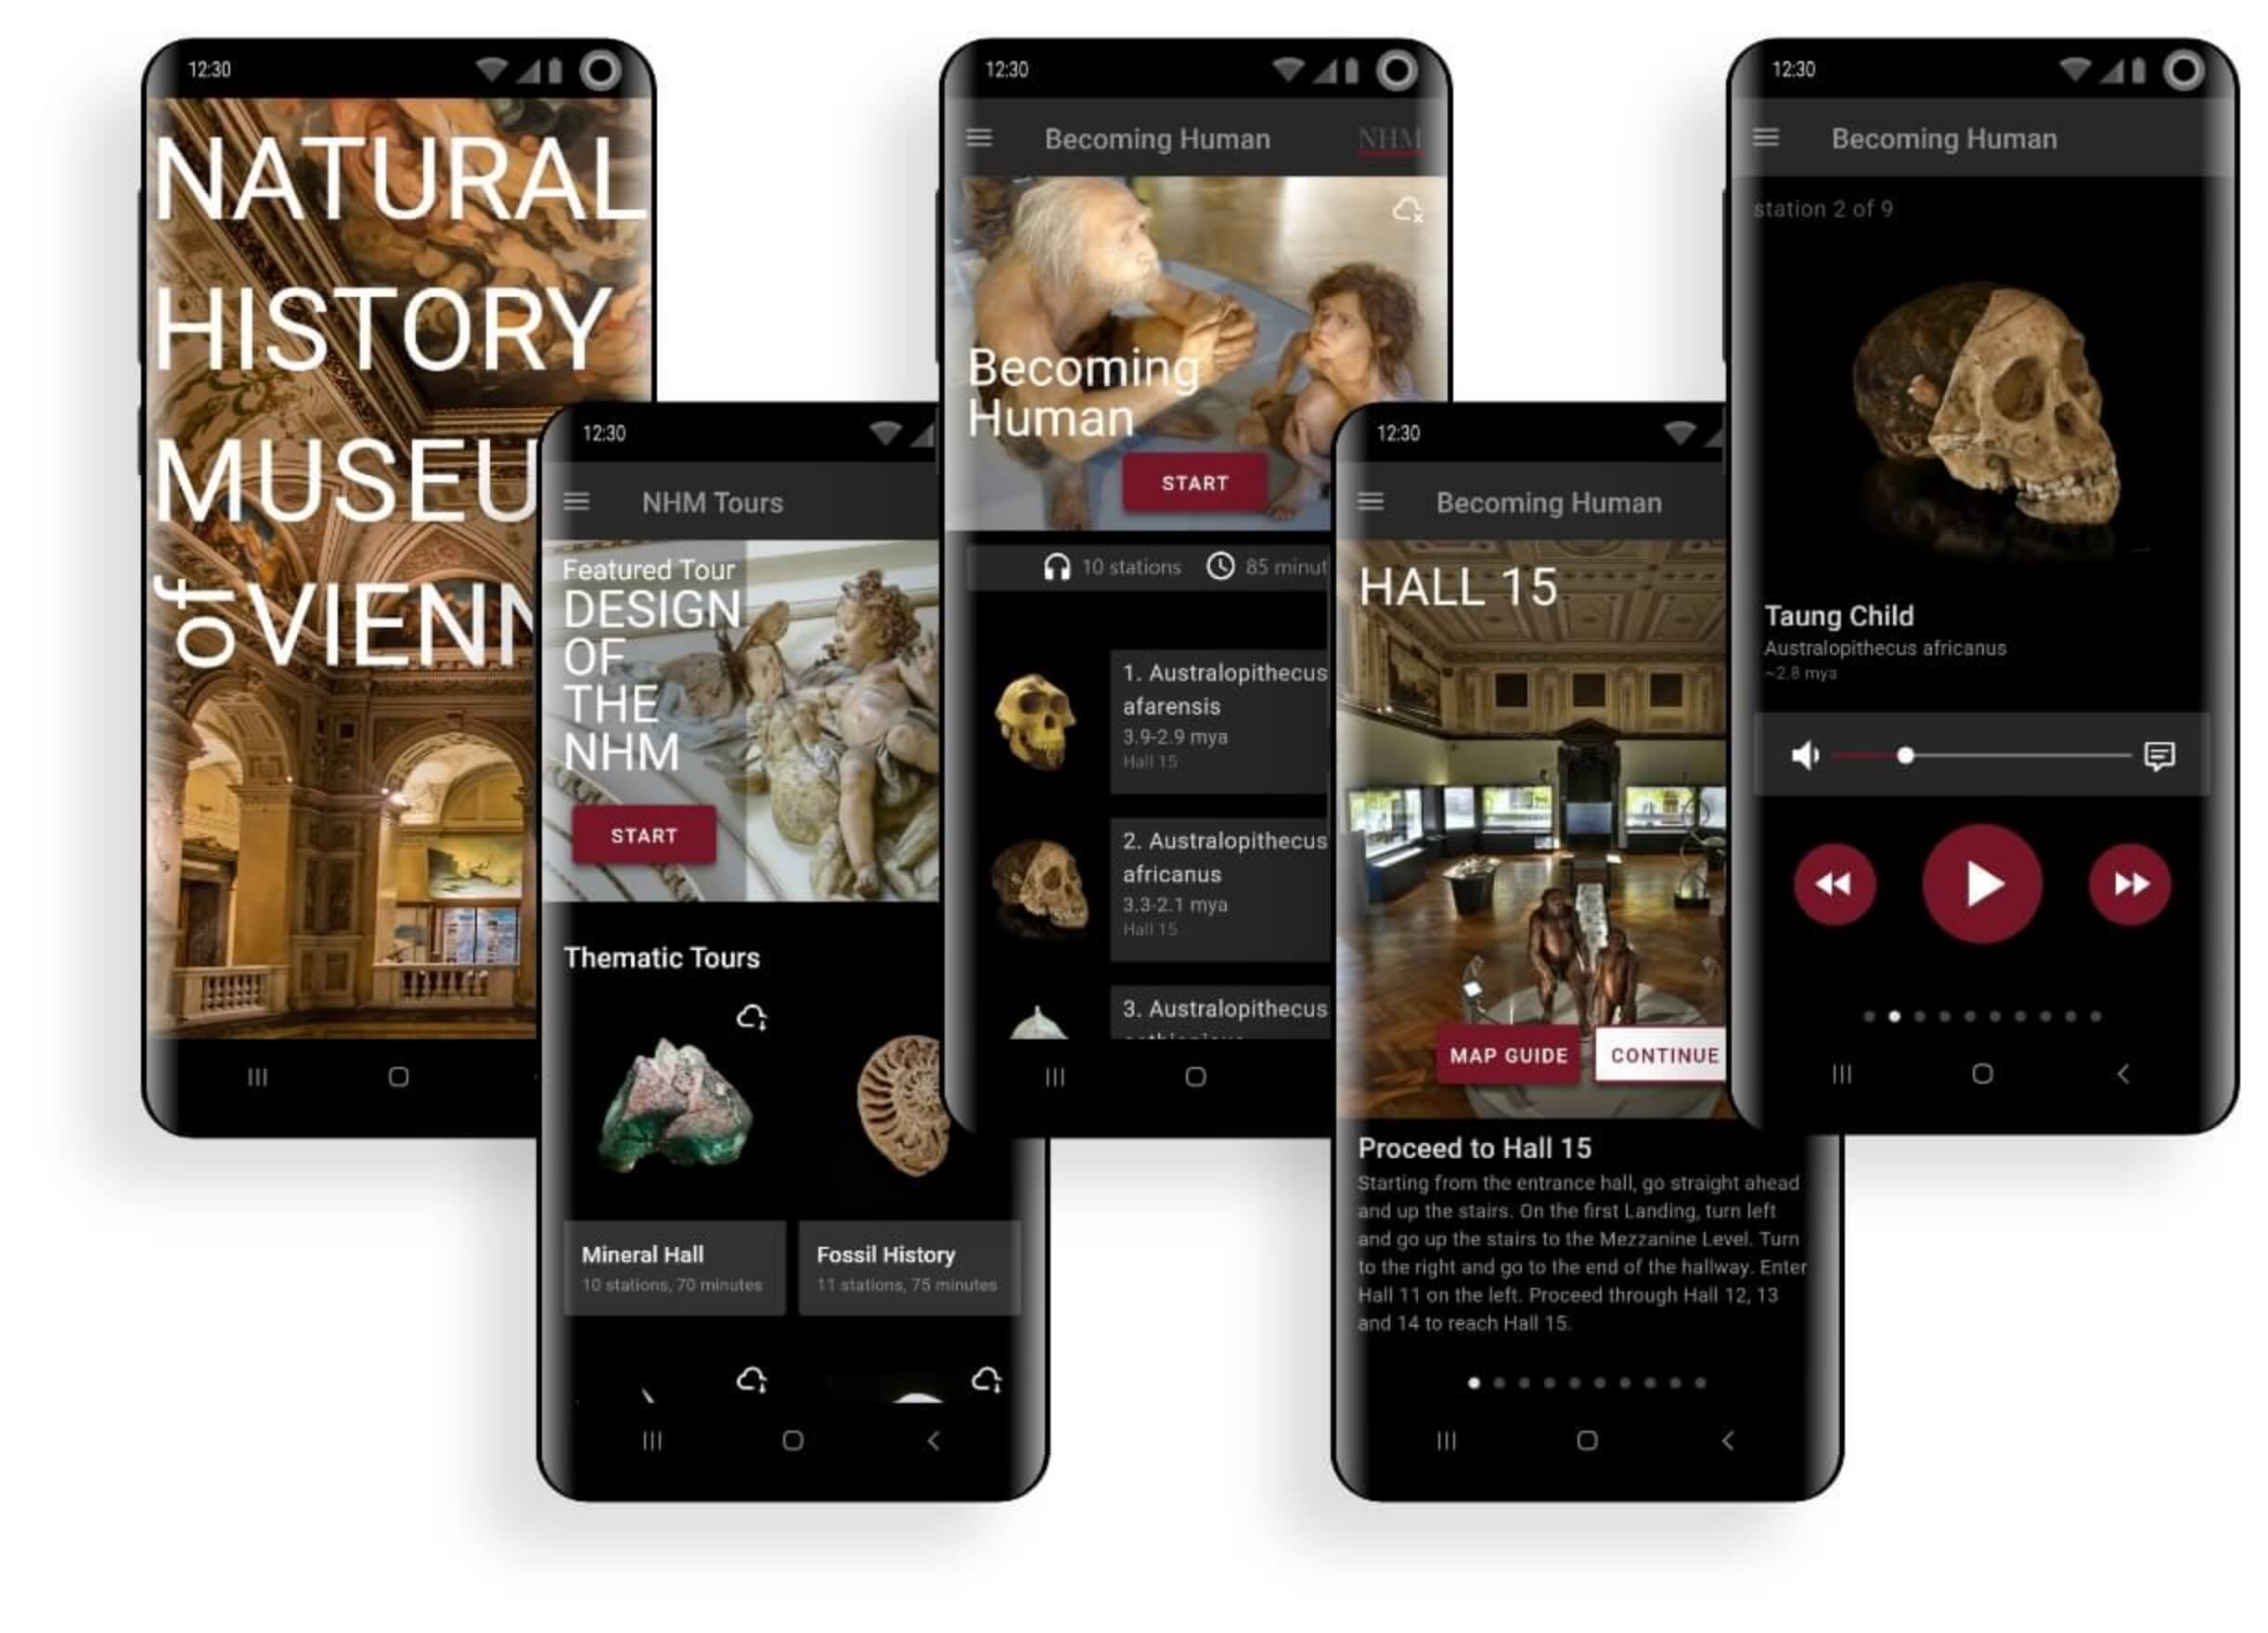 12:30
NATURAL
HISTORY
MUSEU
of VIENN
12:30
NHM Tours
Featured Tour
DESIGN
OF
THE
NHM
START
Thematic Tours
Mineral Hall
10 stations, 70 minutes
Fossil History
11 stations, 75 minutes
12:30
Becoming Human
NHM
Becoming
Human
START
10 stations
85 minut
1. Australopithecus
afarensis
3.9-2.9 mya
Hall 15
2. Australopithecus
africanus
3.3-2.1 mya
Hall 15
3. Australopithecus
12:30
Becoming Human
HALL 15
MAP GUIDE
CONTINUE
Proceed to Hall 15
Starting from the entrance hall, go straight ahead
and up the stairs. On the first Landing, turn left
and go up the stairs to the Mezzanine Level. Turn
to the right and go to the end of the hallway. Enter
Hall 11 on the left. Proceed through Hall 12, 13
and 14 to reach Hall 15.
12:30
Becoming Human
station 2 of 9
Taung Child
Australopithecus africanus
~2.8 mya